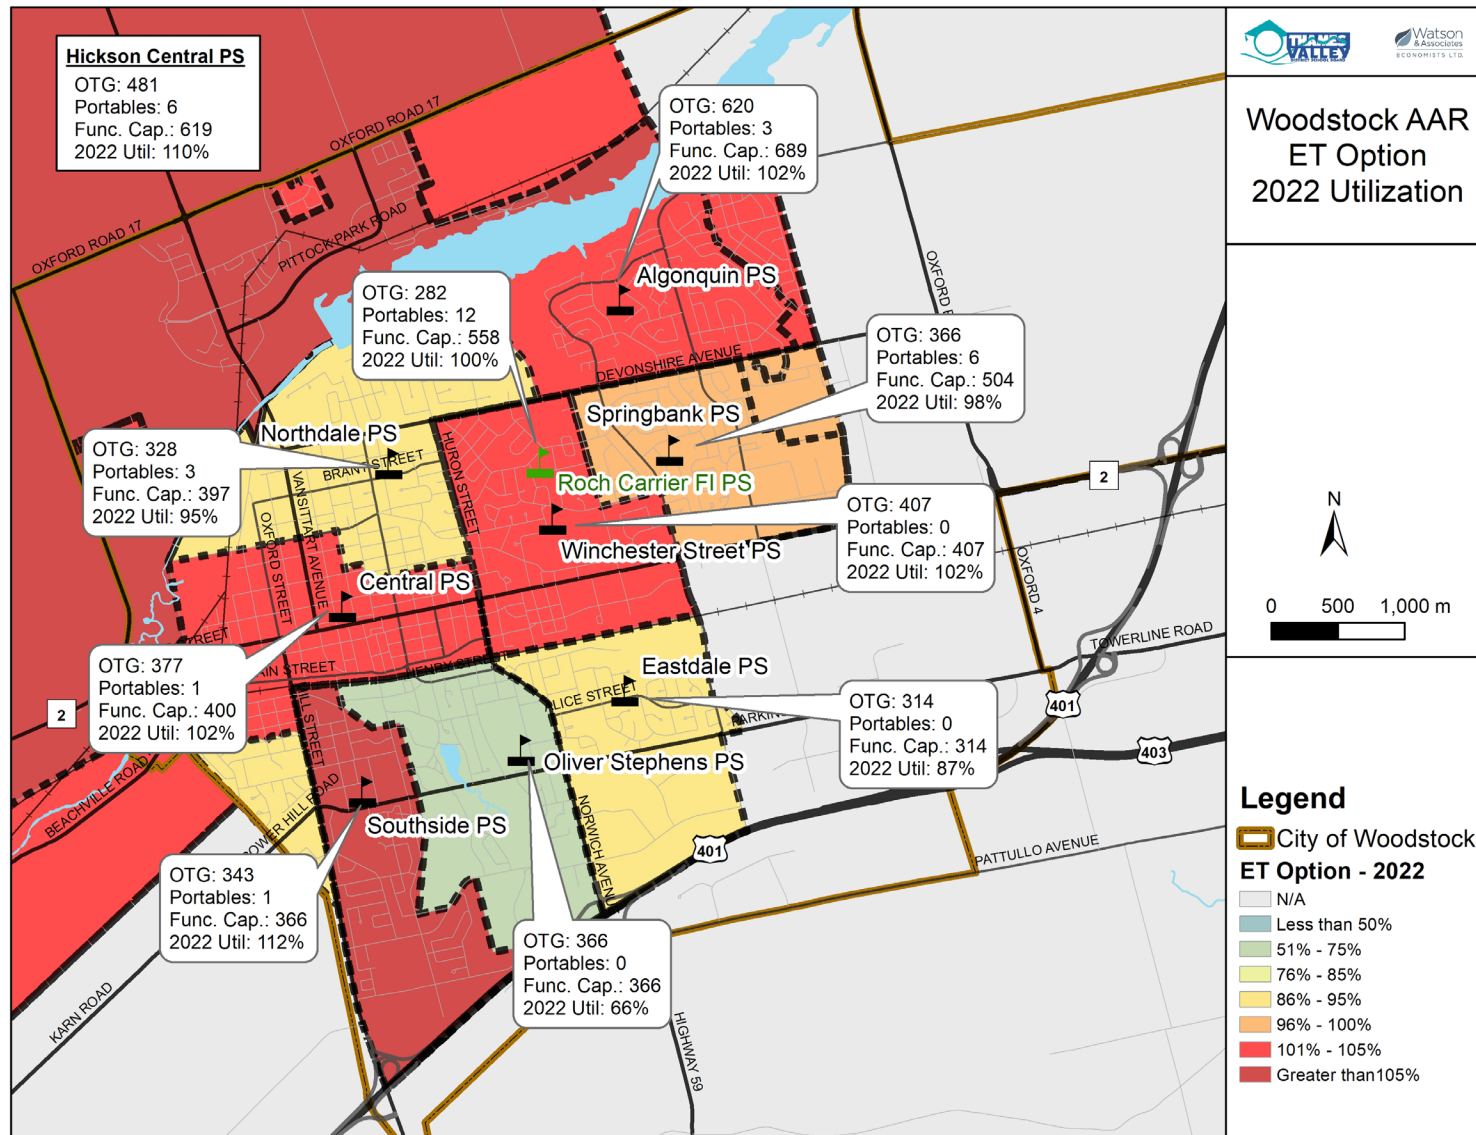 Hickson Central PS
OTG: 481
Portables: 6
Func. Cap.: 619
2022 Util: 110%
THAMES
VALLEY
DISTRICT SCHOOL BOARD
Watson
& Associates
ECONOMISTS LTD.
Woodstock AAR
ET Option
2022 Utilization
OXFORD ROAD 17
OXFORD ROAD 17
PITTOCK PARK ROAD
OTG: 620
Portables: 3
Func. Cap.: 689
2022 Util: 102%
Algonquin PS
OTG: 282
Portables: 12
Func. Cap.: 558
2022 Util: 100%
DEVONSHIRE AVENUE
OTG: 366
Portables: 6
Func. Cap.: 504
2022 Util: 98%
Springbank PS
Northdale PS
BRANT STREET
HURON STREET
VANSITTART AVENUE
OXFORD STREET
OTG: 328
Portables: 3
Func. Cap.: 397
2022 Util: 95%
Roch Carrier FI PS
2
OTG: 407
Portables: 0
Func. Cap.: 407
2022 Util: 102%
Winchester Street PS
Central PS
OXFORD 4
N
0 500 1,000 m
TOWERLINE ROAD
STREET
OTG: 377
Portables: 1
Func. Cap.: 400
2022 Util: 102%
2
Eastdale PS
401
403
OTG: 314
Portables: 0
Func. Cap.: 314
2022 Util: 87%
Oliver Stephens PS
BEACHVILLE ROAD
Southside PS
NORWICH AVENUE
401
PATTULLO AVENUE
OTG: 343
Portables: 1
Func. Cap.: 366
2022 Util: 112%
OTG: 366
Portables: 0
Func. Cap.: 366
2022 Util: 66%
KARN ROAD
HIGHWAY 59
Legend
City of Woodstock
ET Option - 2022
N/A
Less than 50%
51% - 75%
76% - 85%
86% - 95%
96% - 100%
101% - 105%
Greater than105%